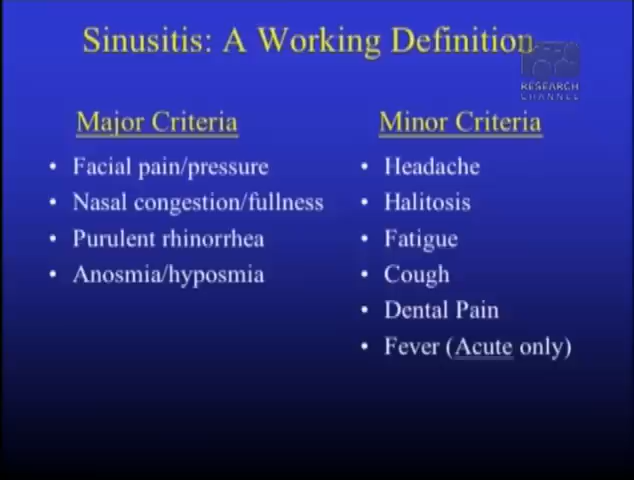 Sinusitis: A Working Definition
RESEARCH
CHANNEL
Major Criteria
• Facial pain/pressure
• Nasal congestion/fullness
• Purulent rhinorrhea
• Anosmia/hyposmia
Minor Criteria
• Headache
• Halitosis
• Fatigue
• Cough
• Dental Pain
• Fever (Acute only)